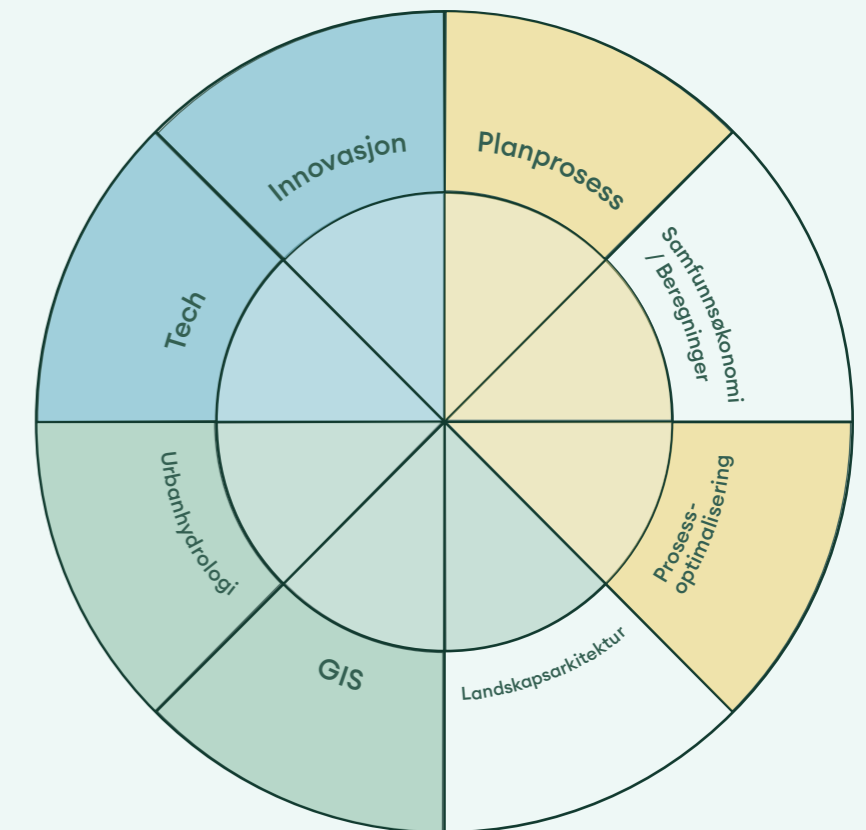 Innovasjon
Planprosess
Samfunnsøkonomi
/ Beregninger
Prosess-
optimalisering
Landskapsarkitektur
GIS
Urbanhydrologi
Tech